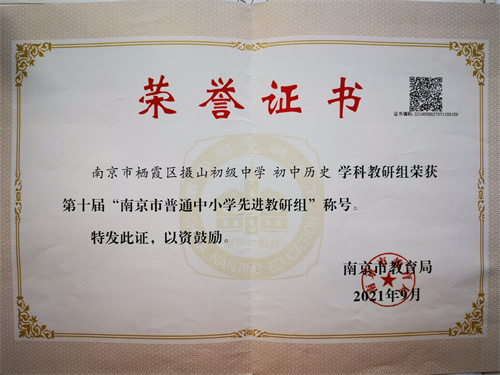 荣誉证书
南京市栖霞区摄山初级中学 初中历史 学科教研组荣获
第十届“南京市普通中小学先进教研组”称号。
特发此证，以资鼓励。
NANJING EDUCATION
南京市教育局
2021年9月